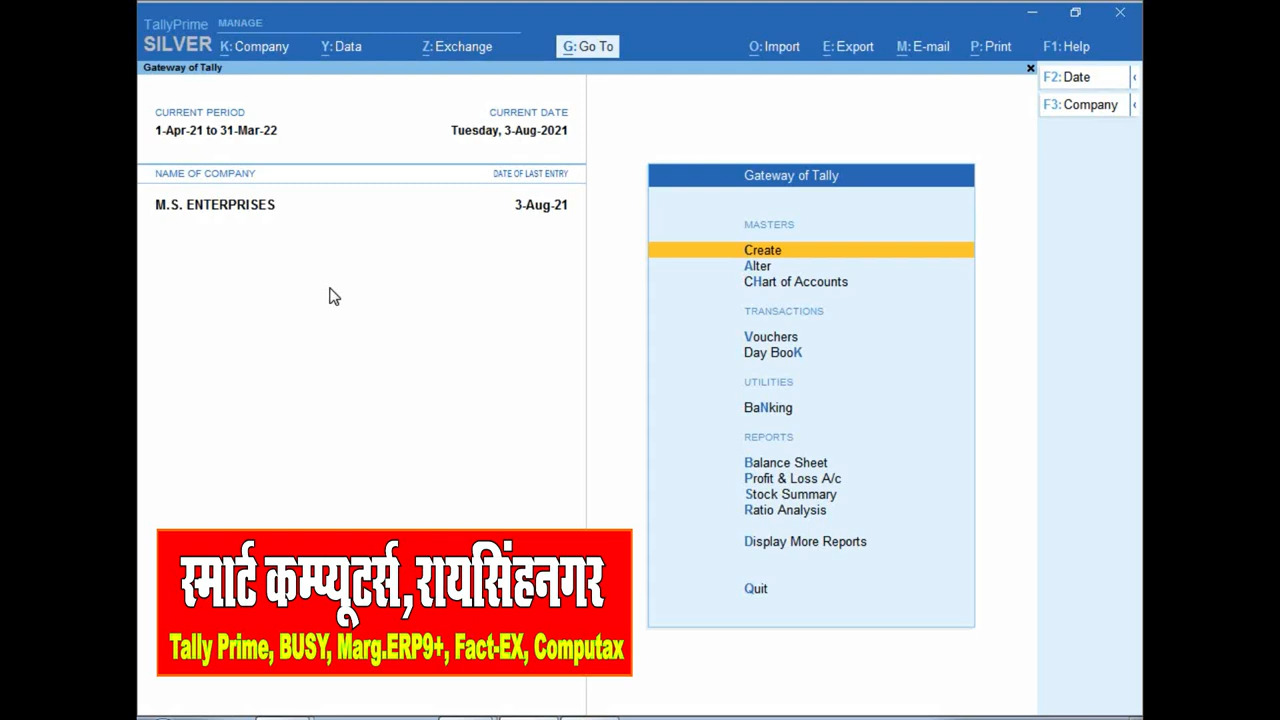 TallyPrime MANAGE
SILVER K: Company Y: Data Z: Exchange G: Go To O: Import E: Export M: E-mail P: Print F1: Help
Gateway of Tally
F2: Date
F3: Company
CURRENT PERIOD CURRENT DATE
1-Apr-21 to 31-Mar-22 Tuesday, 3-Aug-2021
NAME OF COMPANY DATE OF LAST ENTRY
M.S. ENTERPRISES 3-Aug-21
Gateway of Tally
MASTERS
Create
Alter
CHart of Accounts
TRANSACTIONS
Vouchers
Day BooK
UTILITIES
BaNking
REPORTS
Balance Sheet
Profit & Loss A/c
Stock Summary
Ratio Analysis
Display More Reports
Quit
स्मार्ट कम्प्यूटर्स,रायसिंहनगर
Tally Prime, BUSY, Marg.ERP9+, Fact-EX, Computax